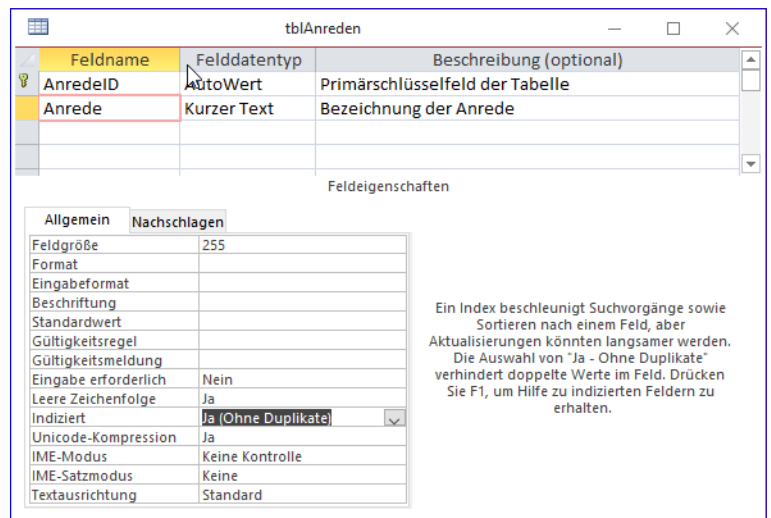 tblAnreden
Feldname Felddatentyp Beschreibung (optional)
AnredeID AutoWert Primärschlüsselfeld der Tabelle
Anrede Kurzer Text Bezeichnung der Anrede
Feldeigenschaften
Allgemein Nachschlagen
Feldgröße 255
Format
Eingabeformat
Beschriftung
Standardwert
Gültigkeitsregel
Gültigkeitsmeldung
Eingabe erforderlich Nein
Leere Zeichenfolge Ja
Indiziert Ja (Ohne Duplikate)
Unicode-Kompression Ja
IME-Modus Keine Kontrolle
IME-Satzmodus Keine
Textausrichtung Standard
Ein Index beschleunigt Suchvorgänge sowie
Sortieren nach einem Feld, aber
Aktualisierungen könnten langsamer werden.
Die Auswahl von "Ja - Ohne Duplikate"
verhindert doppelte Werte im Feld. Drücken
Sie F1, um Hilfe zu indizierten Feldern zu
erhalten.